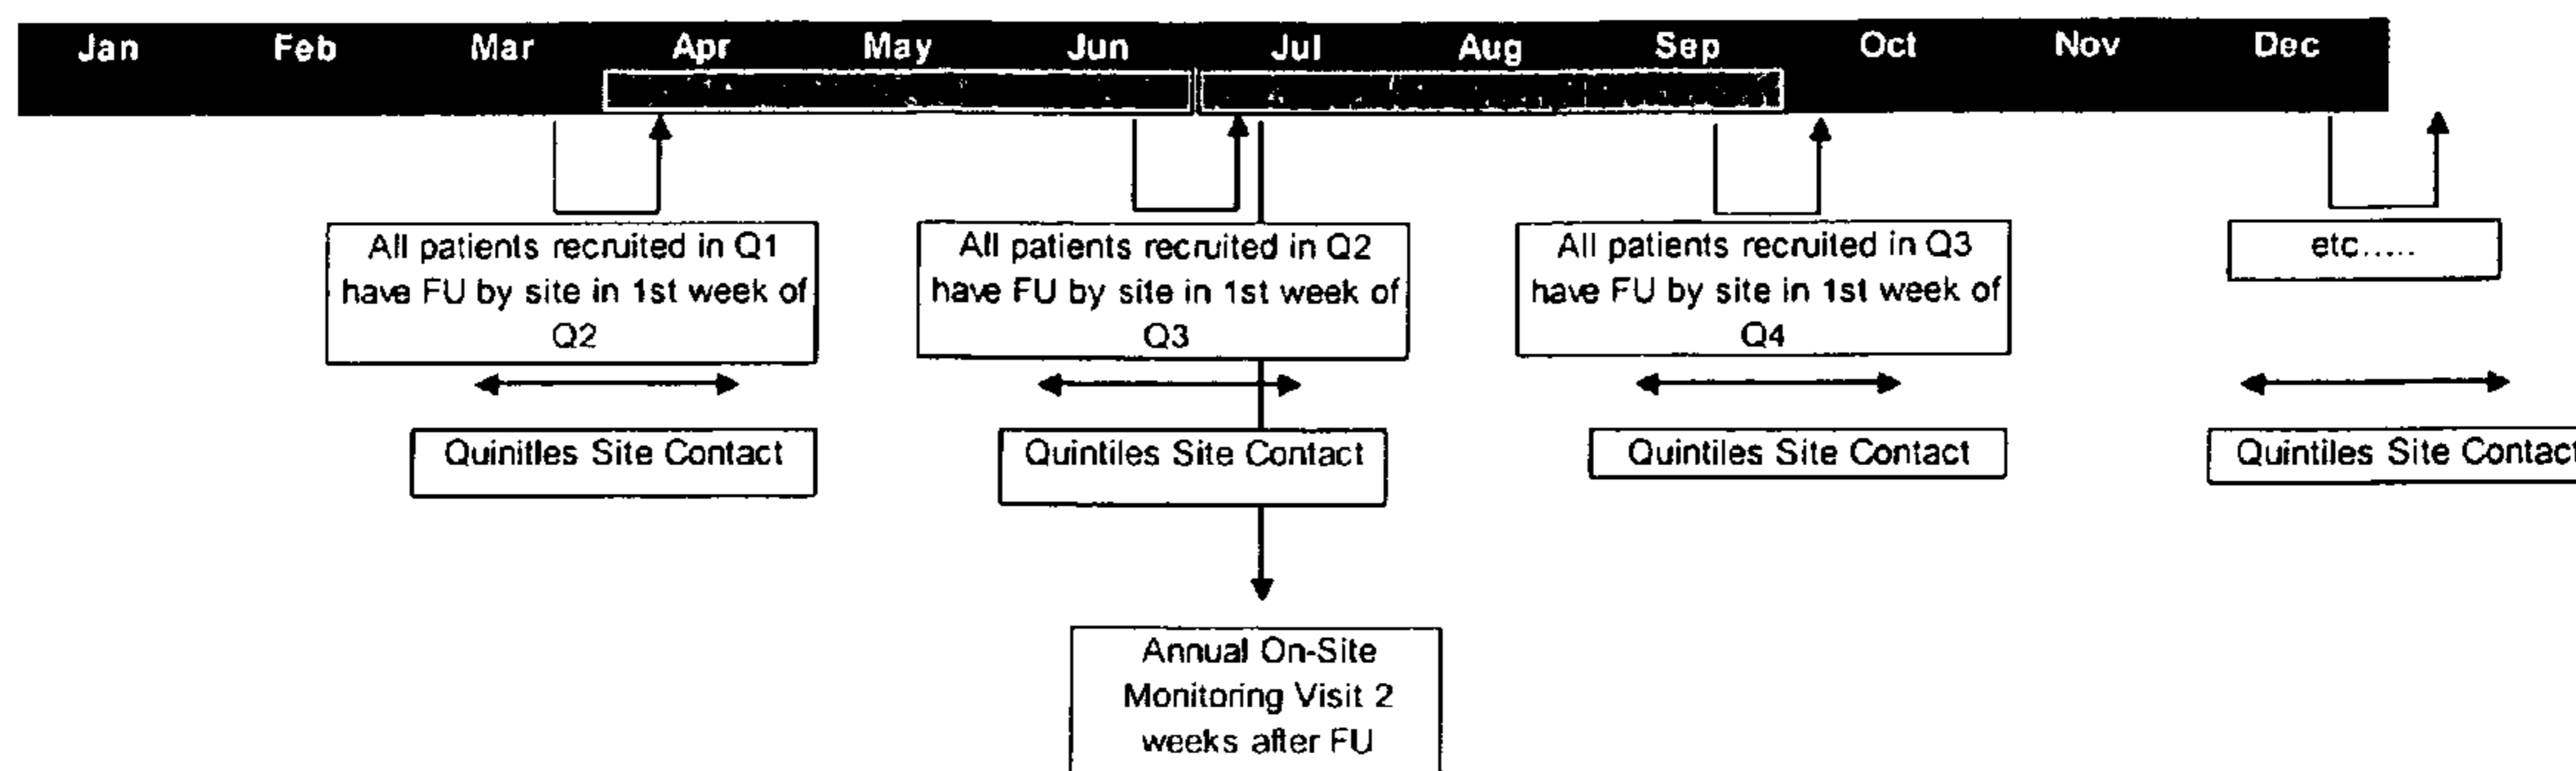 Jan Feb Mar Apr May Jun Jul Aug Sep Oct Nov Dec
All patients recruited in Q1
have FU by site in 1st week of
Q2
All patients recruited in Q2
have FU by site in 1st week of
Q3
All patients recruited in Q3
have FU by site in 1st week of
Q4
etc.....
Quinitles Site Contact
Quintiles Site Contact
Quintiles Site Contact
Quintiles Site Contact
Annual On-Site
Monitoring Visit 2
weeks after FU